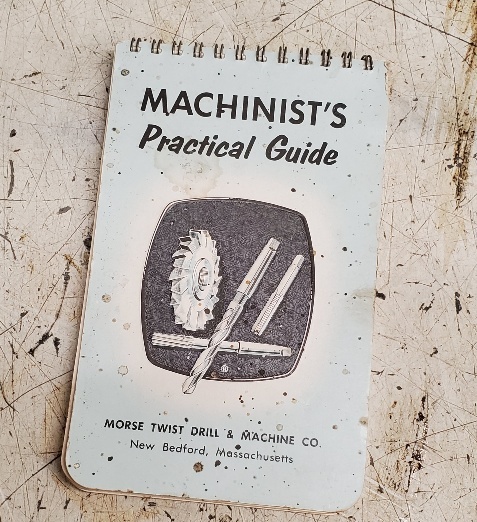 MACHINIST'S
Practical Guide
MORSE TWIST DRILL & MACHINE CO.
New Bedford, Massachusetts